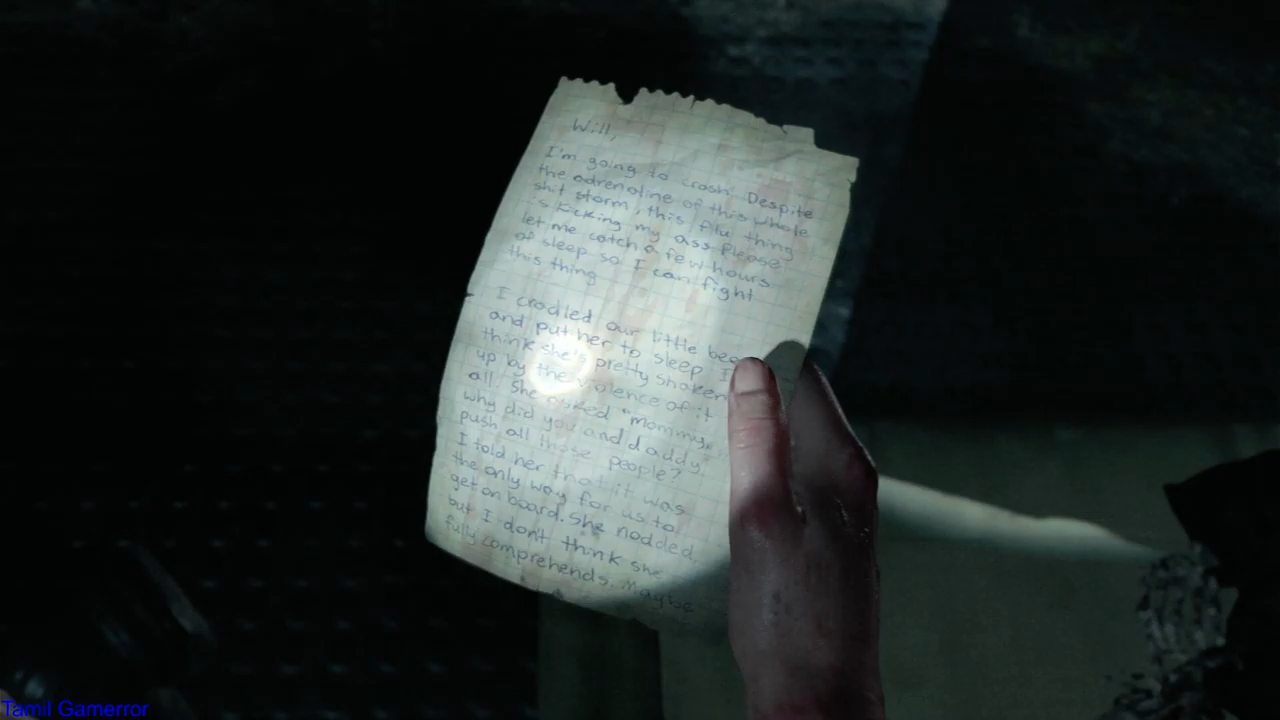 Will,
I'm going to crash. Despite
the adrenaline of this whole
shit storm, this flu thing
is kicking my ass. Please
let me catch a few hours
of sleep so I can fight
this thing
I cradled our little
and put her to sleep. I
think she's pretty shaken
up by the violence of it
all. She asked "mommy,
why did you and daddy
push all those people?
I told her that it was
the only way for us to
get on board. She nodded,
but I don't think she
fully comprehends. Maybe
Tamil Gamerror